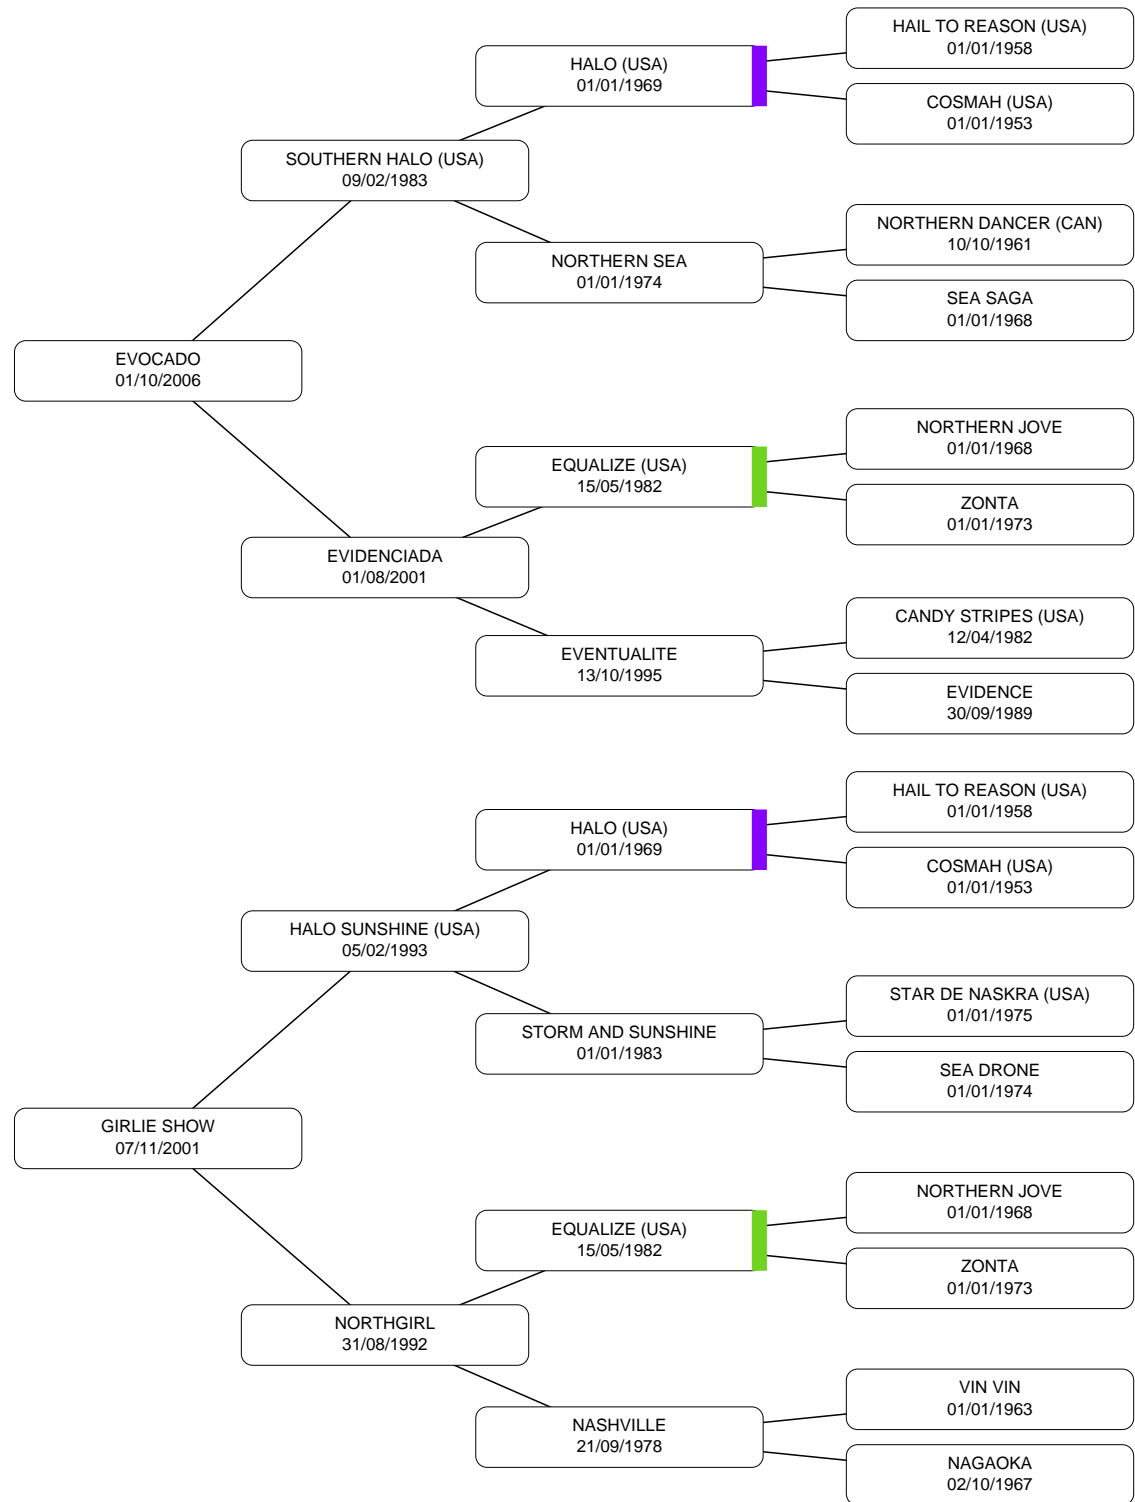 HAIL TO REASON (USA)
01/01/1958
HALO (USA)
01/01/1969
COSMAH (USA)
01/01/1953
SOUTHERN HALO (USA)
09/02/1983
NORTHERN DANCER (CAN)
10/10/1961
NORTHERN SEA
01/01/1974
SEA SAGA
01/01/1968
EVOCADO
01/10/2006
NORTHERN JOVE
01/01/1968
EQUALIZE (USA)
15/05/1982
ZONTA
01/01/1973
EVIDENCIADA
01/08/2001
CANDY STRIPES (USA)
12/04/1982
EVENTUALITE
13/10/1995
EVIDENCE
30/09/1989
HAIL TO REASON (USA)
01/01/1958
HALO (USA)
01/01/1969
COSMAH (USA)
01/01/1953
HALO SUNSHINE (USA)
05/02/1993
STAR DE NASKRA (USA)
01/01/1975
STORM AND SUNSHINE
01/01/1983
SEA DRONE
01/01/1974
GIRLIE SHOW
07/11/2001
NORTHERN JOVE
01/01/1968
EQUALIZE (USA)
15/05/1982
ZONTA
01/01/1973
NORTHGIRL
31/08/1992
VIN VIN
01/01/1963
NASHVILLE
21/09/1978
NAGAOKA
02/10/1967